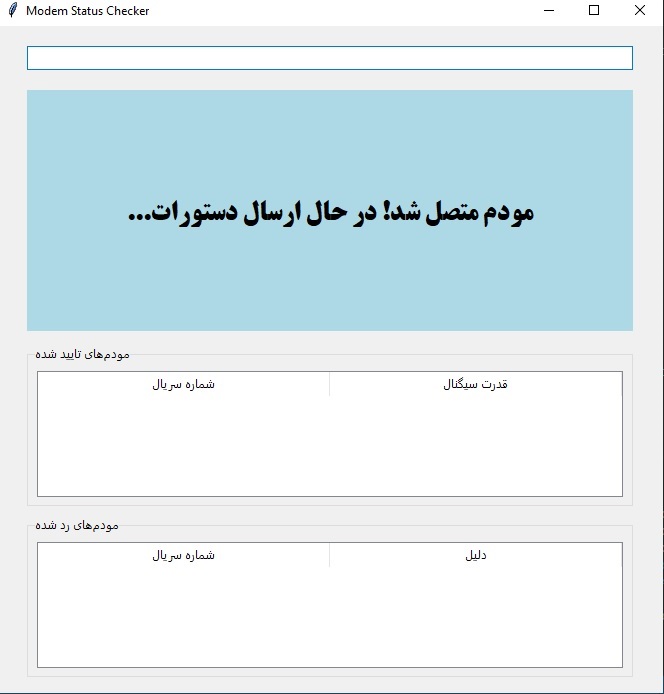 Modem Status Checker
مودم متصل شد! در حال ارسال دستورات...
مودم‌های تایید شده
شماره سریال
قدرت سیگنال
مودم‌های رد شده
شماره سریال
دلیل